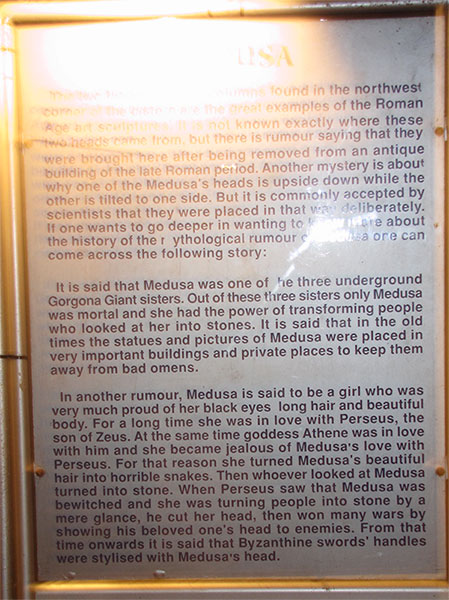 USA
The two he columns found in the northwest
corner of the cistern are the great examples of the Roman
Age art sculptures. It is not known exactly where these
two heads came from, but there is rumour saying that they
were brought here after being removed from an antique
building of the late Roman period. Another mystery is about
why one of the Medusa's heads is upside down while the
other is tilted to one side. But it is commonly accepted by
scientists that they were placed in that way deliberately.
If one wants to go deeper in wanting to more about
the history of the r ythological rumour of Medusa one can
come across the following story:
It is said that Medusa was one of he three underground
Gorgona Giant sisters. Out of these three sisters only Medusa
was mortal and she had the power of transforming people
who looked at her into stones. It is said that in the old
times the statues and pictures of Medusa were placed in
very important buildings and private places to keep them
away from bad omens.
In another rumour, Medusa is said to be a girl who was
very much proud of her black eyes long hair and beautiful
body. For a long time she was in love with Perseus, the
son of Zeus. At the same time goddess Athene was in love
with him and she became jealous of Medusa's love with
Perseus. For that reason she turned Medusa's beautiful
hair into horrible snakes. Then whoever looked at Medusa
turned into stone. When Perseus saw that Medusa was
bewitched and she was turning people into stone by a
mere glance, he cut her head, then won many wars by
showing his beloved one's head to enemies. From that
time onwards it is said that Byzanthine swords' handles
were stylised with Medusa's head.